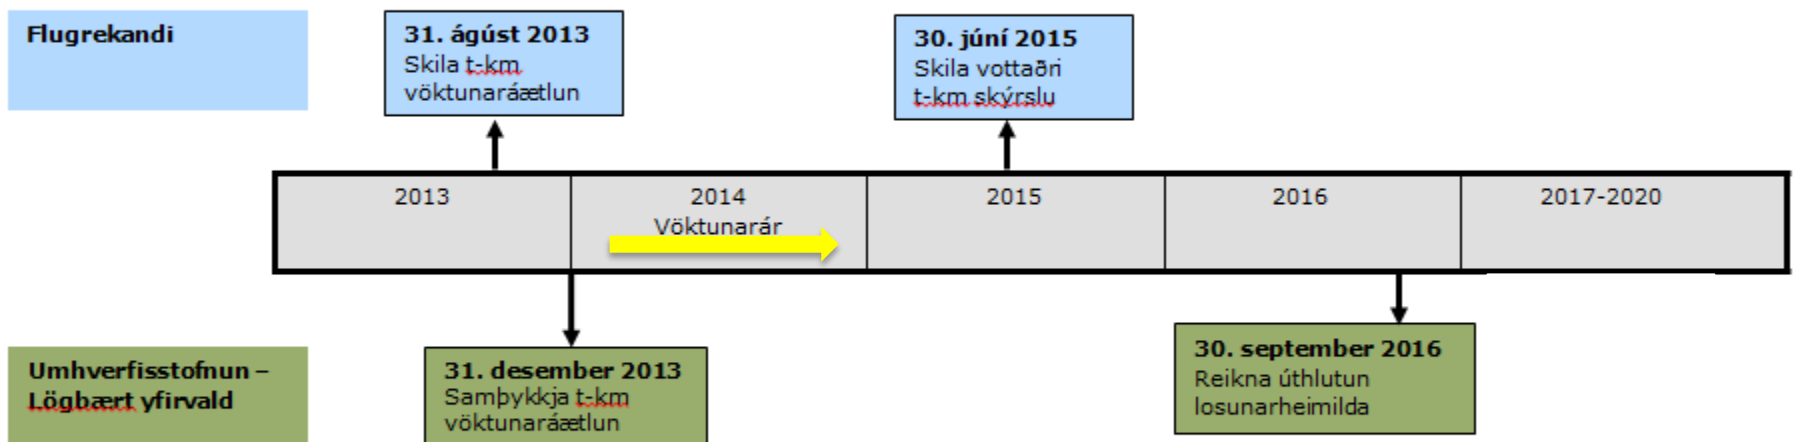 Flugrekandi
31. ágúst 2013
Skila t-km
vöktunaráætlun
30. júní 2015
Skila vottaðri
t-km skýrslu
2013
2014
Vöktunarár
2015
2016
2017-2020
Umhverfisstofnun –
Lögbært yfirvald
31. desember 2013
Samþykkja t-km
vöktunaráætlun
30. september 2016
Reikna úthlutun
losunarheimilda